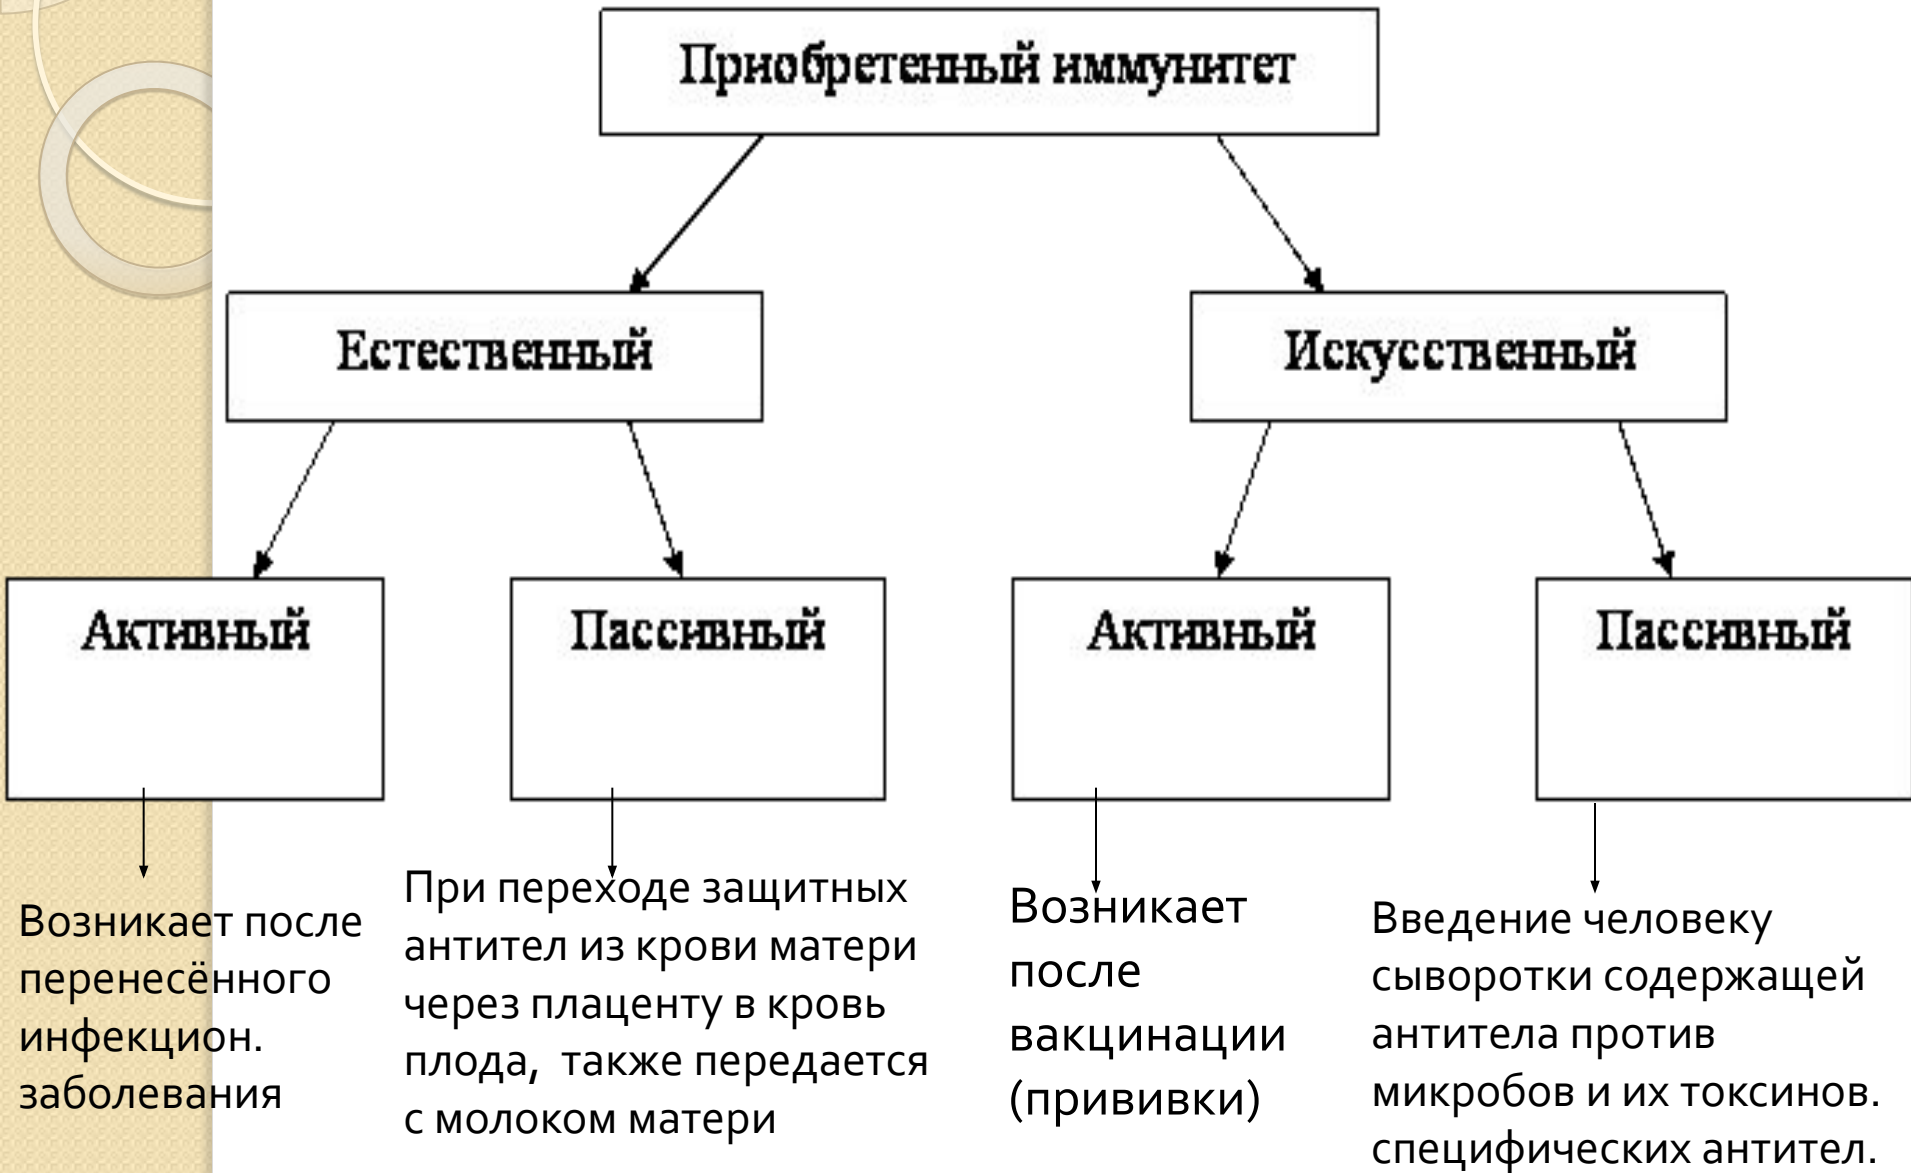 Приобретенный иммунитет
Естественный
Искусственный
Активный
Пассивный
Активный
Пассивный
Возникает после
перенесённого
инфекцион.
заболевания
При переходе защитных
антител из крови матери
через плаценту в кровь
плода, также передается
с молоком матери
Возникает
после
вакцинации
(прививки)
Введение человеку
сыворотки содержащей
антитела против
микробов и их токсинов.
специфических антител.